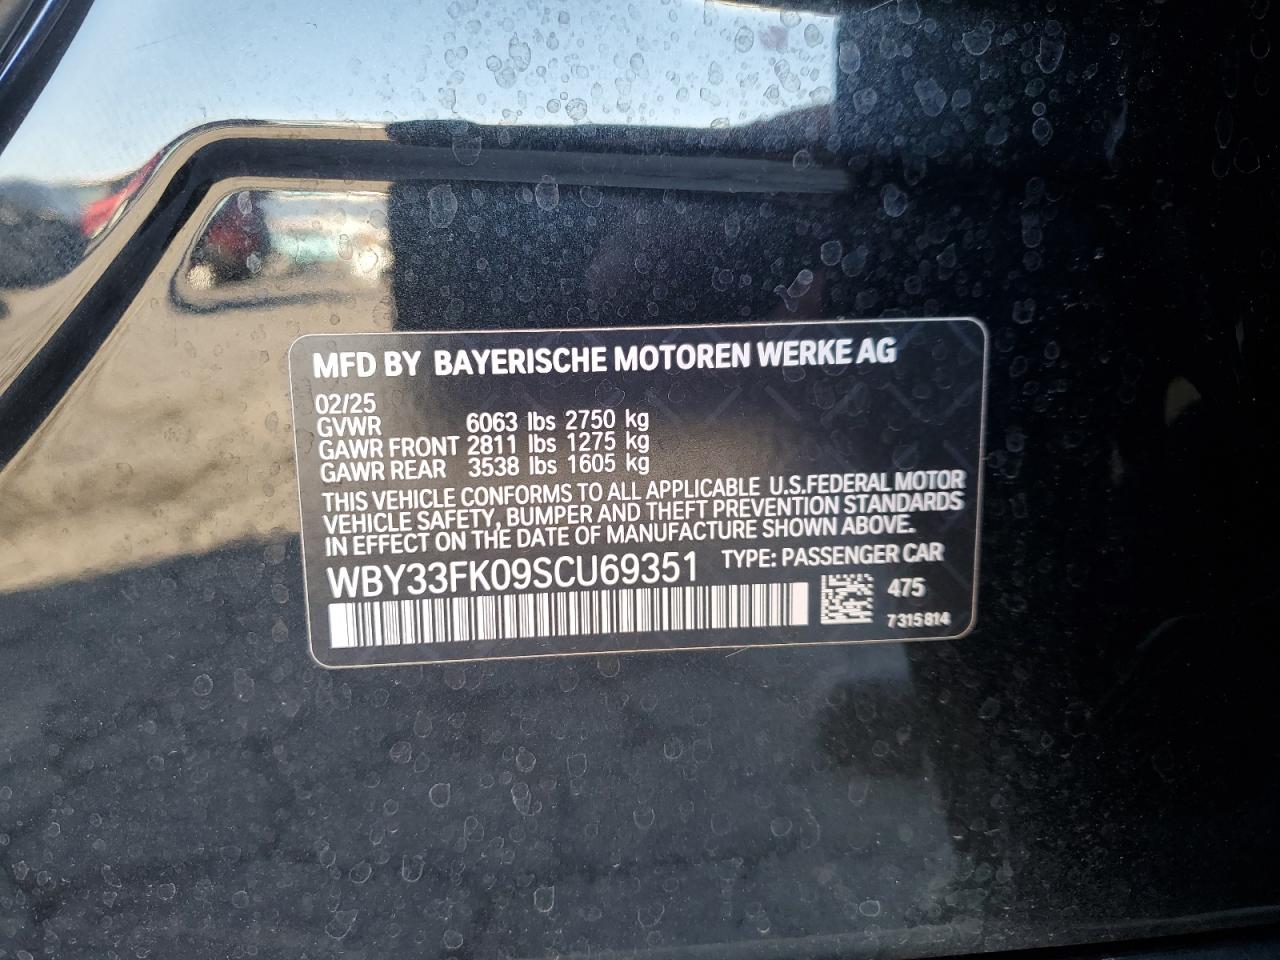 MFD BY BAYERISCHE MOTOREN WERKE AG
02/25
GVWR 6063 lbs 2750 kg
GAWR FRONT 2811 lbs 1275 kg
GAWR REAR 3538 lbs 1605 kg
THIS VEHICLE CONFORMS TO ALL APPLICABLE U.S.FEDERAL MOTOR
VEHICLE SAFETY, BUMPER AND THEFT PREVENTION STANDARDS
IN EFFECT ON THE DATE OF MANUFACTURE SHOWN ABOVE.
WBY33FK09SCU69351 TYPE: PASSENGER CAR
475
7315814